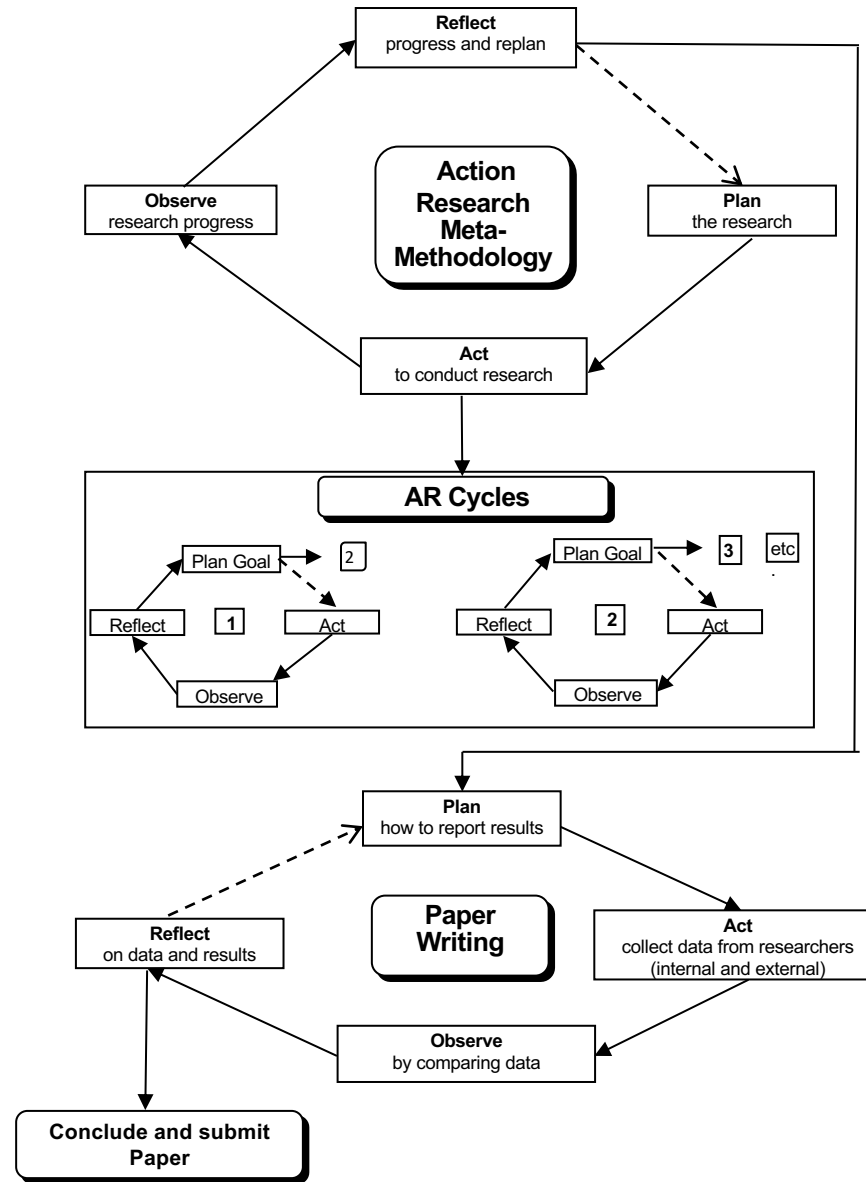 Reflect
progress and replan
Action
Research
Meta-
Methodology
Observe
research progress
Plan
the research
Act
to conduct research
AR Cycles
Plan Goal
2
Reflect
1
Act
Observe
Plan Goal
3
etc
.
Reflect
2
Act
Observe
Plan
how to report results
Paper
Writing
Reflect
on data and results
Act
collect data from researchers
(internal and external)
Observe
by comparing data
Conclude and submit
Paper